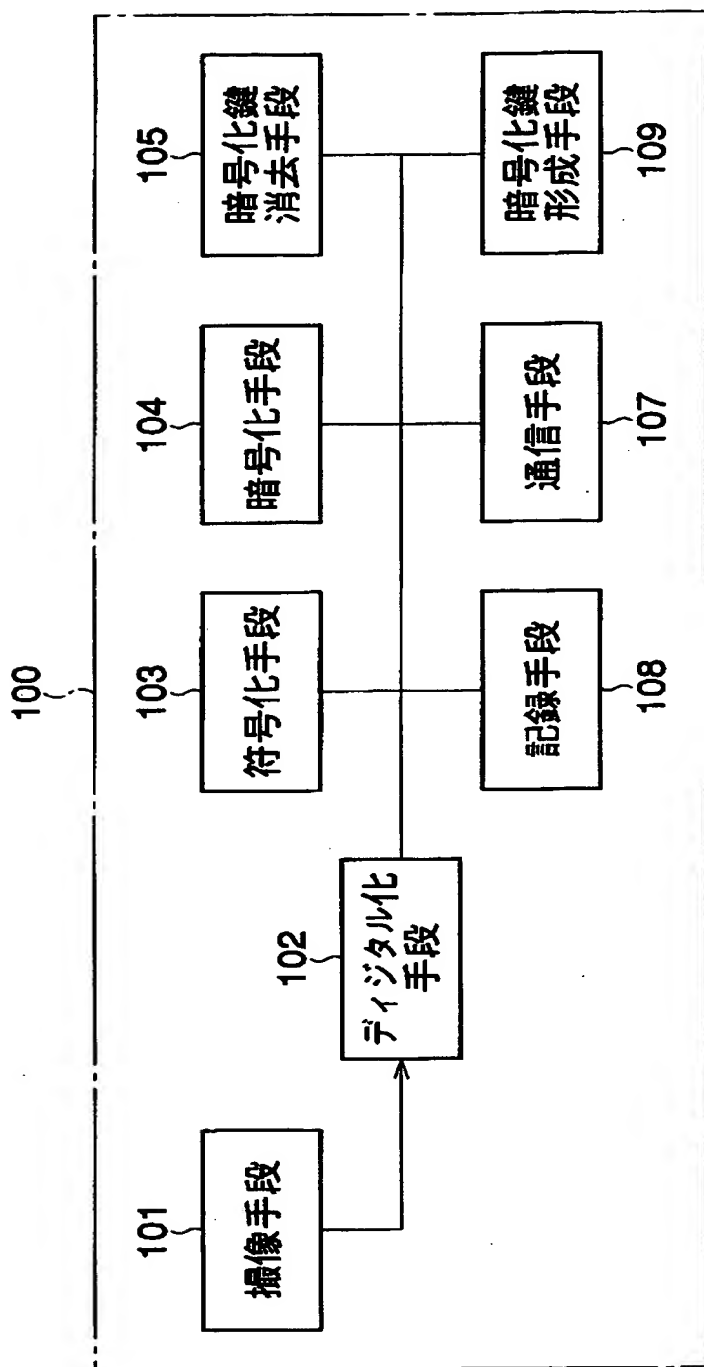 100
101
撮像手段
102
ディジタル化
手段
103
符号化手段
104
暗号化手段
105
暗号化鍵
消去手段
記録手段
108
通信手段
107
暗号化鍵
形成手段
109